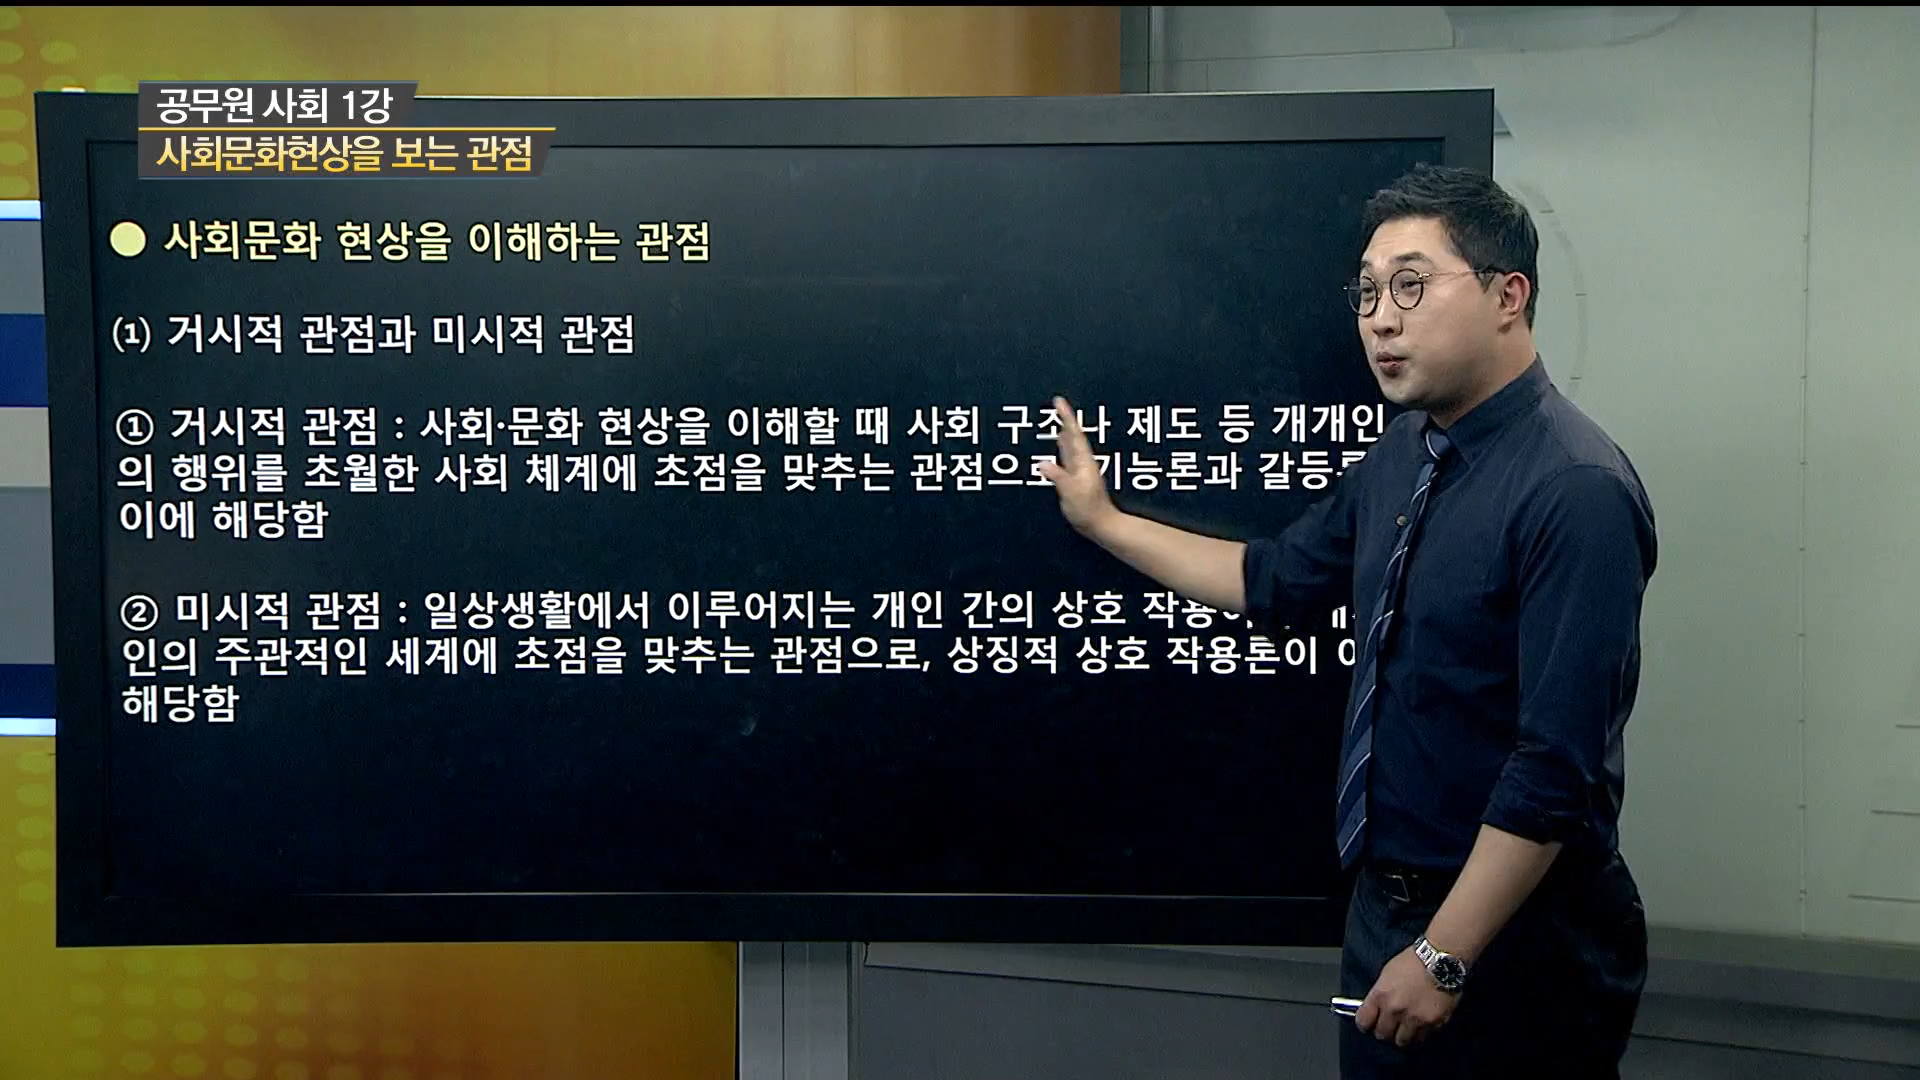 공무원 사회 1강
사회문화현상을 보는 관점
● 사회문화 현상을 이해하는 관점
(1) 거시적 관점과 미시적 관점
① 거시적 관점 : 사회·문화 현상을 이해할 때 사회 구조나 제도 등 개개인
의 행위를 초월한 사회 체계에 초점을 맞추는 관점으로 기능론과
이에 해당함
② 미시적 관점 : 일상생활에서 이루어지는 개인 간의 상호
인의 주관적인 세계에 초점을 맞추는 관점으로, 상징적 상호 작용론이
해당함